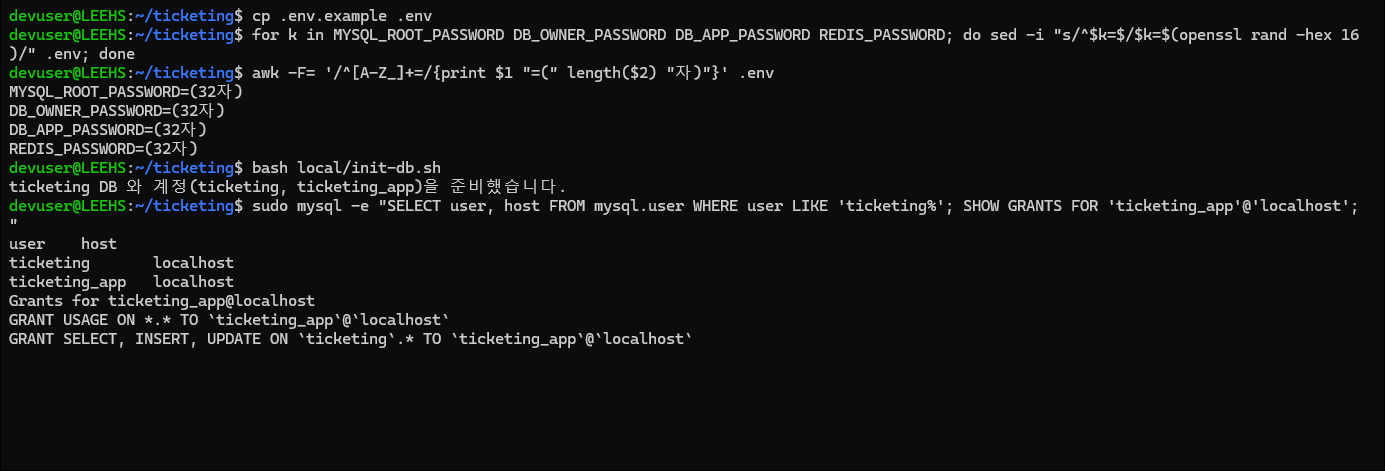 devuser@LEEHS:~/ticketing$ cp .env.example .env
devuser@LEEHS:~/ticketing$ for k in MYSQL_ROOT_PASSWORD DB_OWNER_PASSWORD DB_APP_PASSWORD REDIS_PASSWORD; do sed -i "s/^$k=$/$k=$(openssl rand -hex 16
)/" .env; done
devuser@LEEHS:~/ticketing$ awk -F= '/^[A-Z_]+=/{print $1 "=(" length($2) "자)"}' .env
MYSQL_ROOT_PASSWORD=(32자)
DB_OWNER_PASSWORD=(32자)
DB_APP_PASSWORD=(32자)
REDIS_PASSWORD=(32자)
devuser@LEEHS:~/ticketing$ bash local/init-db.sh
ticketing DB 와 계정(ticketing, ticketing_app)을 준비했습니다.
devuser@LEEHS:~/ticketing$ sudo mysql -e "SELECT user, host FROM mysql.user WHERE user LIKE 'ticketing%'; SHOW GRANTS FOR 'ticketing_app'@'localhost';
"
user    host
ticketing       localhost
ticketing_app   localhost
Grants for ticketing_app@localhost
GRANT USAGE ON *.* TO `ticketing_app`@`localhost`
GRANT SELECT, INSERT, UPDATE ON `ticketing`.* TO `ticketing_app`@`localhost`